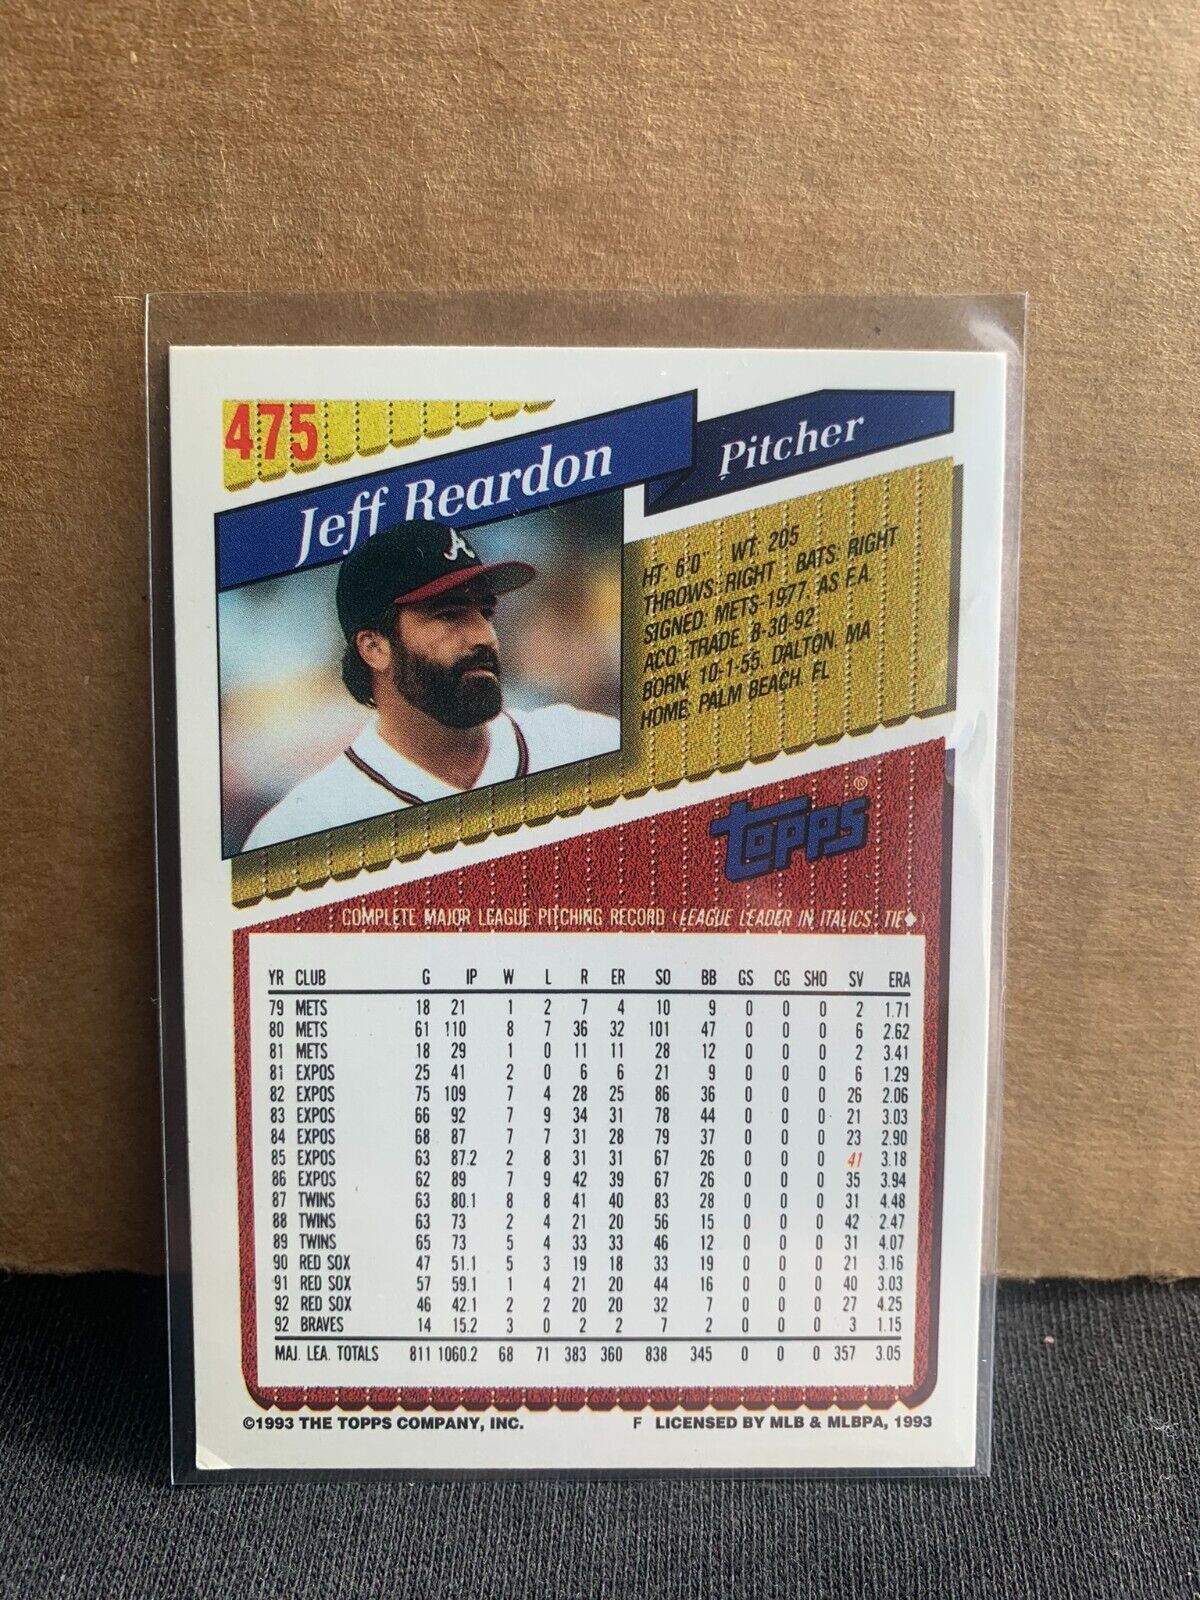 475
Jeff Reardon
Pitcher
HT: 6'0" WT: 205
THROWS: RIGHT BATS: RIGHT
SIGNED: METS-1977, AS F.A.
ACQ: TRADE, 8-30-92
BORN: 10-1-55, DALTON, MA
HOME: PALM BEACH, FL
topps®
COMPLETE MAJOR LEAGUE PITCHING RECORD (LEAGUE LEADER IN ITALICS; TIE♦)
YR CLUB G IP W L R ER SO BB GS CG SHO SV ERA
79 METS 18 21 1 2 7 4 10 9 0 0 0 2 1.71
80 METS 61 110 8 7 36 32 101 47 0 0 0 6 2.62
81 METS 18 29 1 0 11 11 28 12 0 0 0 2 3.41
81 EXPOS 25 41 2 0 6 6 21 9 0 0 0 6 1.29
82 EXPOS 75 109 7 4 28 25 86 36 0 0 0 26 2.06
83 EXPOS 66 92 7 9 34 31 78 44 0 0 0 21 3.03
84 EXPOS 68 87 7 7 31 28 79 37 0 0 0 23 2.90
85 EXPOS 63 87.2 2 8 31 31 67 26 0 0 0 41 3.18
86 EXPOS 62 89 7 9 42 39 67 26 0 0 0 35 3.94
87 TWINS 63 80.1 8 8 41 40 83 28 0 0 0 31 4.48
88 TWINS 63 73 2 4 21 20 56 15 0 0 0 42 2.47
89 TWINS 65 73 5 4 33 33 46 12 0 0 0 31 4.07
90 RED SOX 47 51.1 5 3 19 18 33 19 0 0 0 21 3.16
91 RED SOX 57 59.1 1 4 21 20 44 16 0 0 0 40 3.03
92 RED SOX 46 42.1 2 2 20 20 32 7 0 0 0 27 4.25
92 BRAVES 14 15.2 3 0 2 2 7 2 0 0 0 3 1.15
MAJ. LEA. TOTALS 811 1060.2 68 71 383 360 838 345 0 0 0 357 3.05
©1993 THE TOPPS COMPANY, INC. F LICENSED BY MLB & MLBPA, 1993